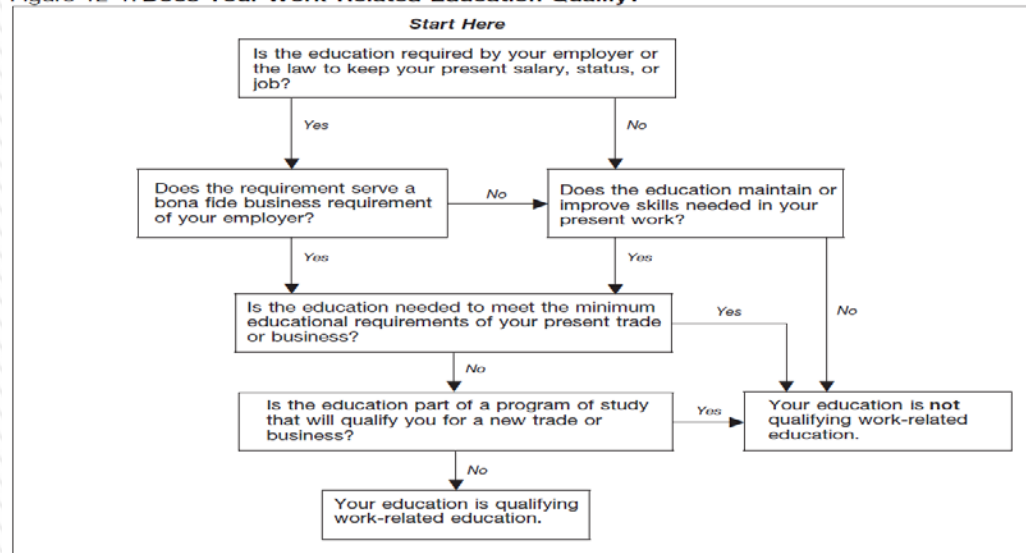 Figure 12-1. Does Your Work-Related Education Qualify?
Start Here
Is the education required by your employer or
the law to keep your present salary, status, or
job?
Yes
No
Does the requirement serve a
bona fide business requirement
of your employer?
No
Does the education maintain or
improve skills needed in your
present work?
Yes
Yes
Is the education needed to meet the minimum
educational requirements of your present trade
or business?
Yes
No
No
Is the education part of a program of study
that will qualify you for a new trade or
business?
Yes
Your education is not
qualifying work-related
education.
No
Your education is qualifying
work-related education.